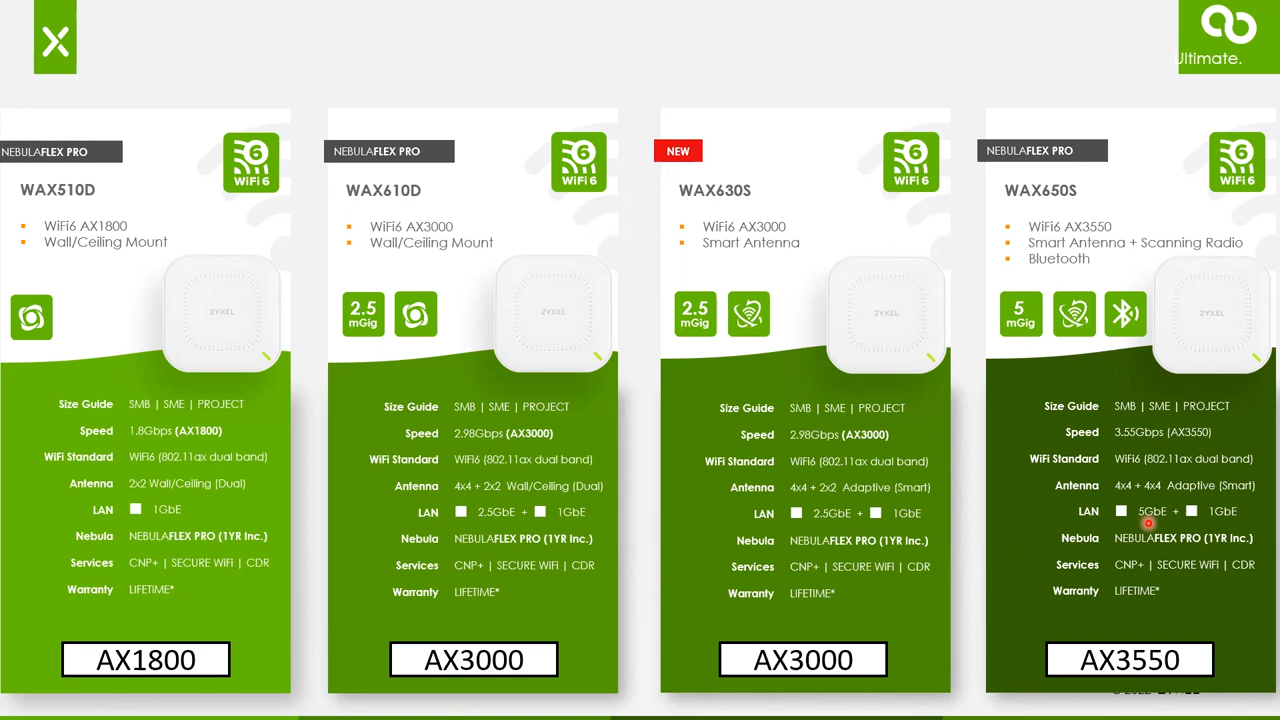 Ultimate.
NEBULAFLEX PRO
6
WiFi 6
WAX510D
WiFi6 AX1800
Wall/Ceiling Mount
ZYXEL
Size Guide SMB | SME | PROJECT
Speed 1.8Gbps (AX1800)
WiFi Standard WIFI6 (802.11ax dual band)
Antenna 2x2 Wall/Ceiling (Dual)
LAN 1GbE
Nebula NEBULAFLEX PRO (1YR Inc.)
Services CNP+ | SECURE WiFi | CDR
Warranty LIFETIME*
AX1800
NEBULAFLEX PRO
6
WiFi 6
WAX610D
WiFi6 AX3000
Wall/Ceiling Mount
2.5
mGig
ZYXEL
Size Guide SMB | SME | PROJECT
Speed 2.98Gbps (AX3000)
WiFi Standard WIFI6 (802.11ax dual band)
Antenna 4x4 + 2x2 Wall/Ceiling (Dual)
LAN 2.5GbE + 1GbE
Nebula NEBULAFLEX PRO (1YR Inc.)
Services CNP+ | SECURE WiFi | CDR
Warranty LIFETIME*
AX3000
NEW
6
WiFi 6
WAX630S
WiFi6 AX3000
Smart Antenna
2.5
mGig
ZYXEL
Size Guide SMB | SME | PROJECT
Speed 2.98Gbps (AX3000)
WiFi Standard WIFI6 (802.11ax dual band)
Antenna 4x4 + 2x2 Adaptive (Smart)
LAN 2.5GbE + 1GbE
Nebula NEBULAFLEX PRO (1YR Inc.)
Services CNP+ | SECURE WiFi | CDR
Warranty LIFETIME*
AX3000
NEBULAFLEX PRO
6
WiFi 6
WAX650S
WiFi6 AX3550
Smart Antenna + Scanning Radio
Bluetooth
5
mGig
ZYXEL
Size Guide SMB | SME | PROJECT
Speed 3.55Gbps (AX3550)
WiFi Standard WIFI6 (802.11ax dual band)
Antenna 4x4 + 4x4 Adaptive (Smart)
LAN 5GbE + 1GbE
Nebula NEBULAFLEX PRO (1YR Inc.)
Services CNP+ | SECURE WiFi | CDR
Warranty LIFETIME*
AX3550